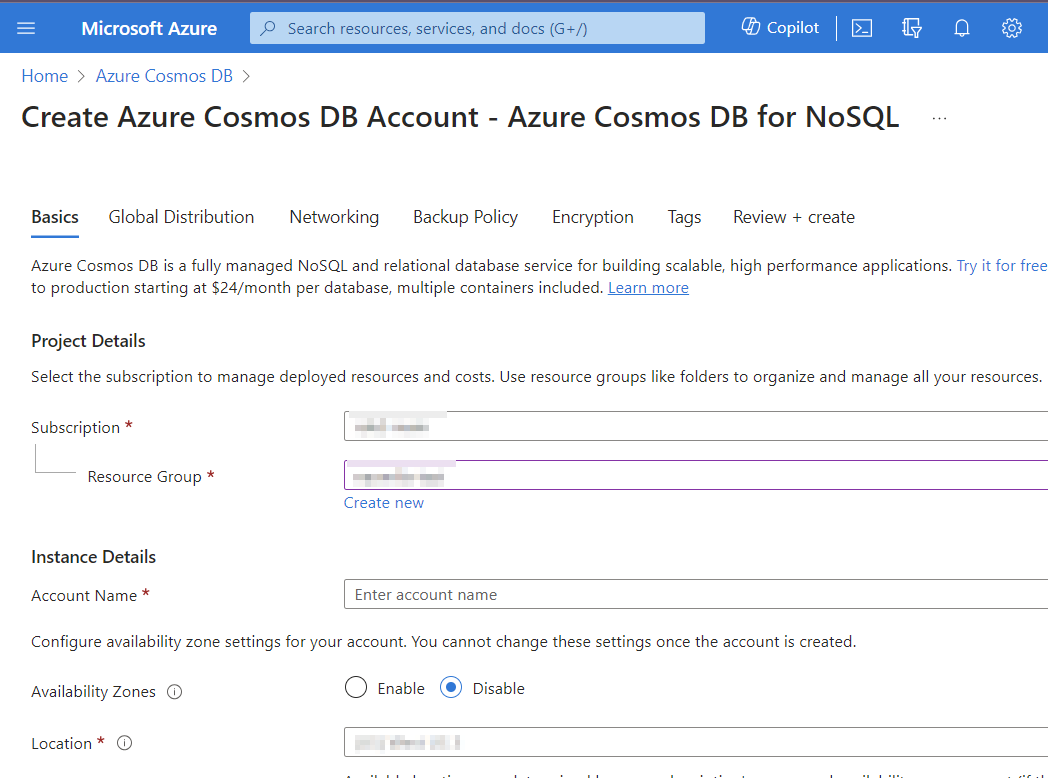 Microsoft Azure
Search resources, services, and docs (G+/)
Copilot
Home > Azure Cosmos DB >
Create Azure Cosmos DB Account - Azure Cosmos DB for NoSQL ...
Basics Global Distribution Networking Backup Policy Encryption Tags Review + create
Azure Cosmos DB is a fully managed NoSQL and relational database service for building scalable, high performance applications. Try it for free
to production starting at $24/month per database, multiple containers included. Learn more
Project Details
Select the subscription to manage deployed resources and costs. Use resource groups like folders to organize and manage all your resources.
Subscription *
Resource Group *
Create new
Instance Details
Account Name *
Enter account name
Configure availability zone settings for your account. You cannot change these settings once the account is created.
Availability Zones
Enable Disable
Location *